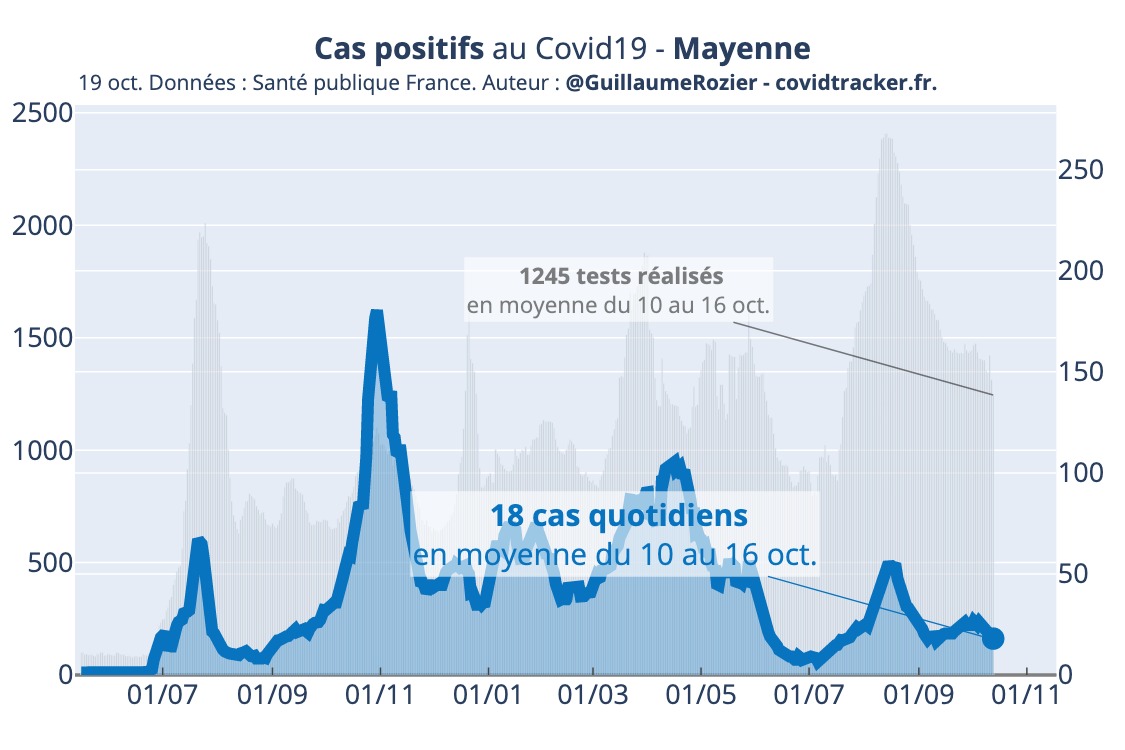 Cas positifs au Covid19 - Mayenne
19 oct. Données : Santé publique France. Auteur : @GuillaumeRozier - covidtracker.fr.
2500
2000
1500
1000
500
0
250
200
150
100
50
0
1245 tests réalisés
en moyenne du 10 au 16 oct.
18 cas quotidiens
en moyenne du 10 au 16 oct.
01/07 01/09 01/11 01/01 01/03 01/05 01/07 01/09 01/11